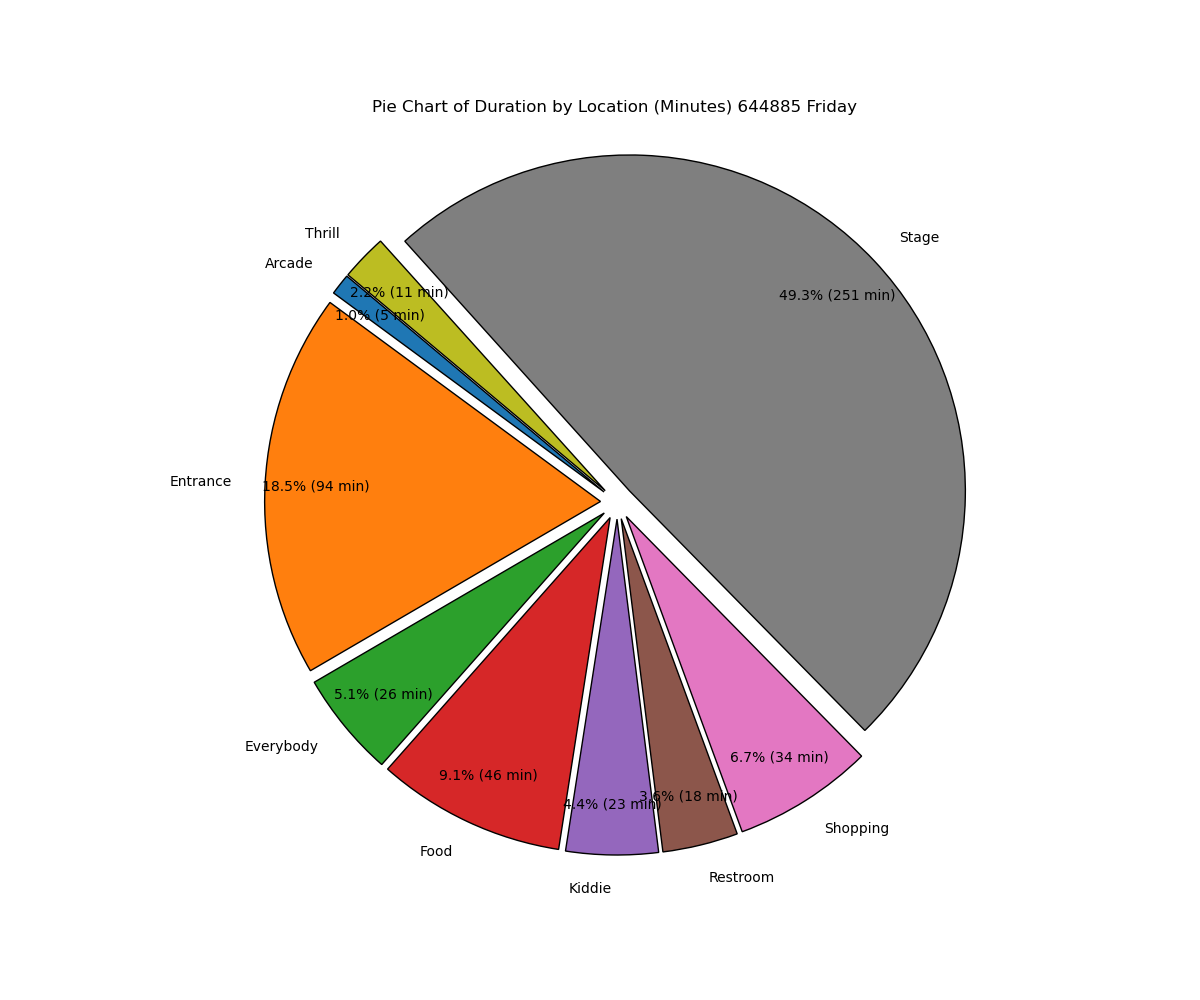 Pie Chart of Duration by Location (Minutes) 644885 Friday
Thrill
Stage
Arcade
2.2% (11 min)
49.3% (251 min)
1.0% (5 min)
Entrance
18.5% (94 min)
5.1% (26 min)
Everybody
6.7% (34 min)
9.1% (46 min)
3.6% (18 min)
4.4% (23 min)
Shopping
Food
Restroom
Kiddie